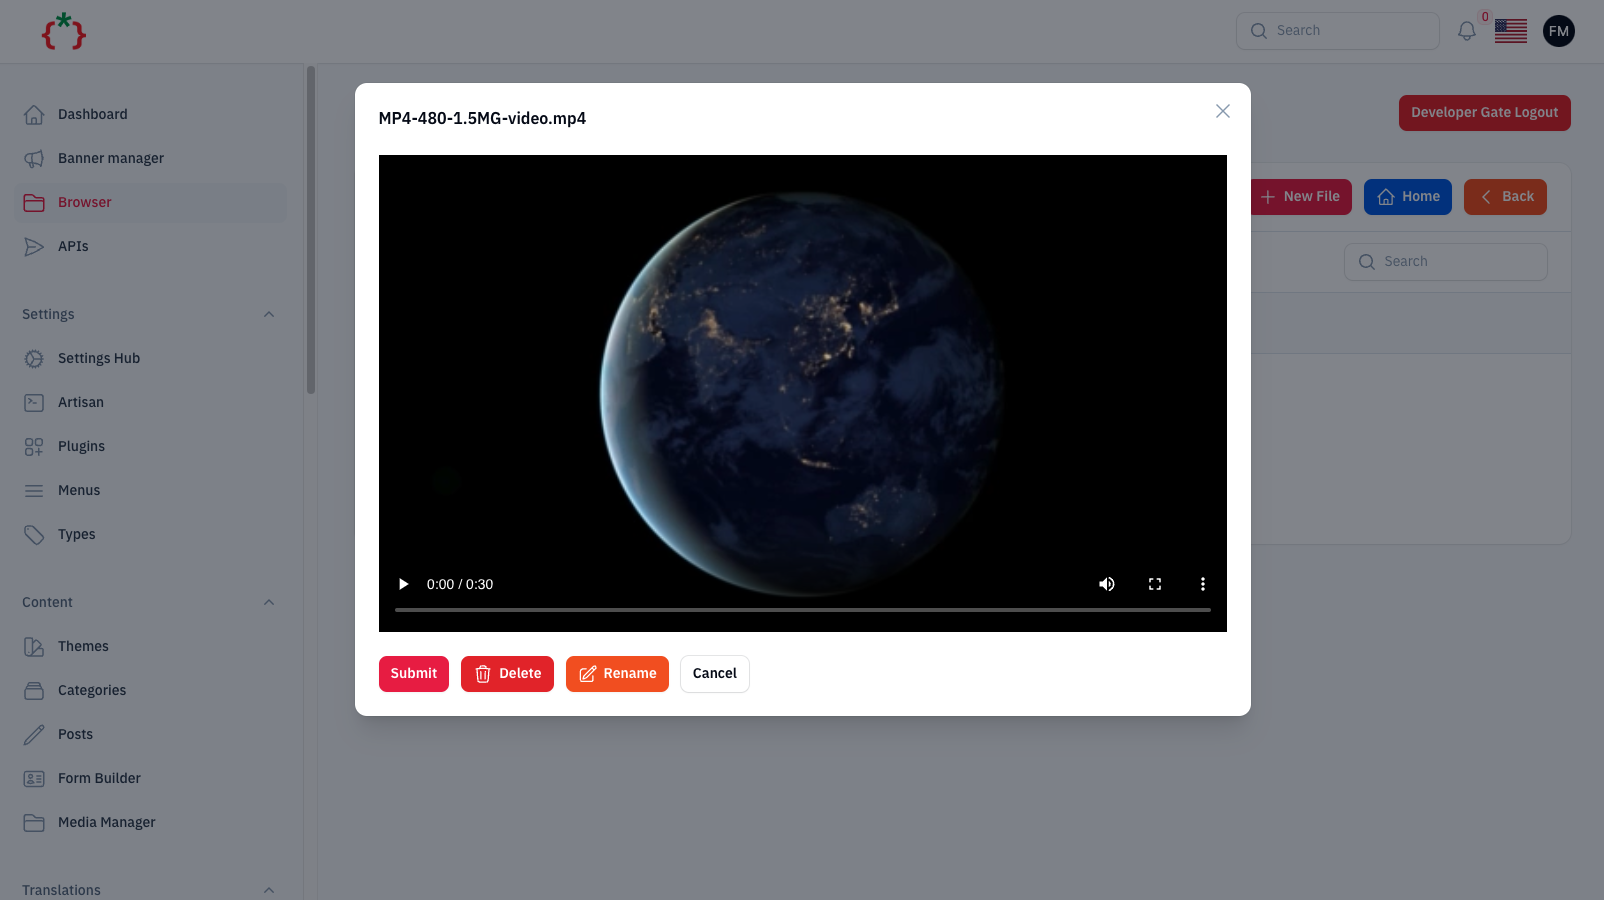 Search
0
FM
Dashboard
Banner manager
Browser
APIs
Settings
Settings Hub
Artisan
Plugins
Menus
Types
Content
Themes
Categories
Posts
Form Builder
Media Manager
Translations
Developer Gate Logout
New File
Home
Back
Search
MP4-480-1.5MG-video.mp4
0:00 / 0:30
Submit
Delete
Rename
Cancel